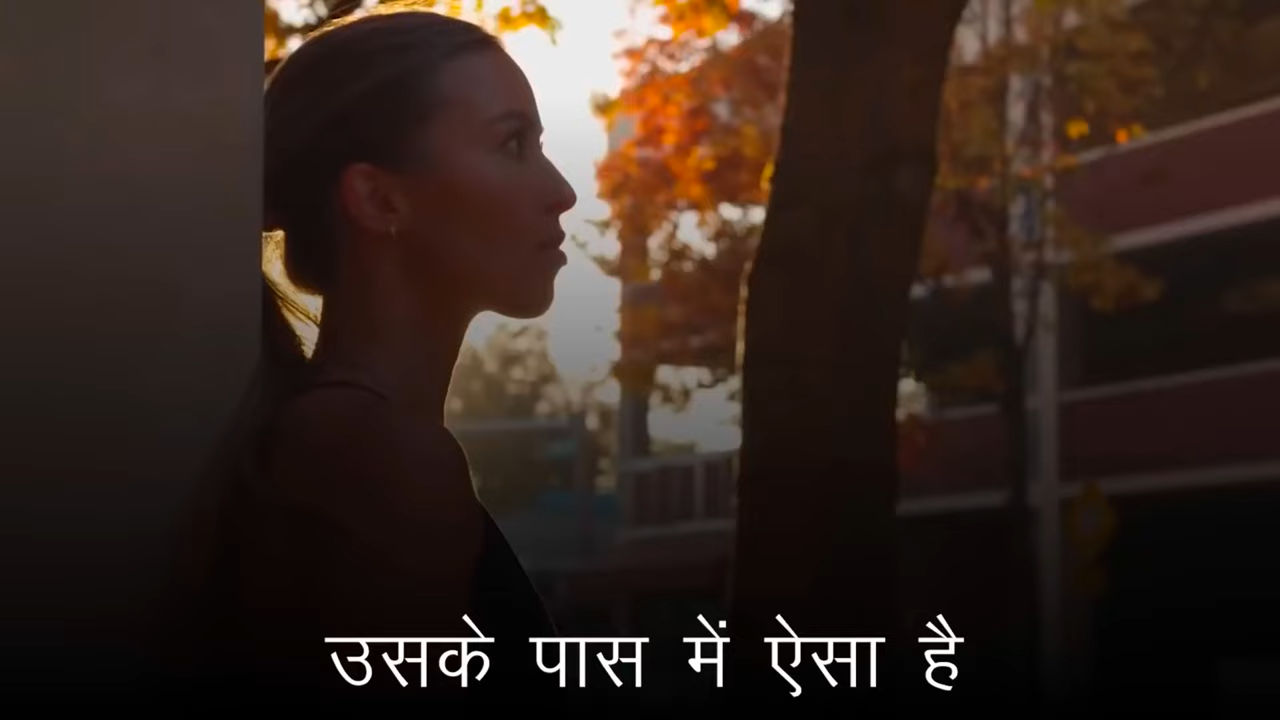 उसके पास में ऐसा है